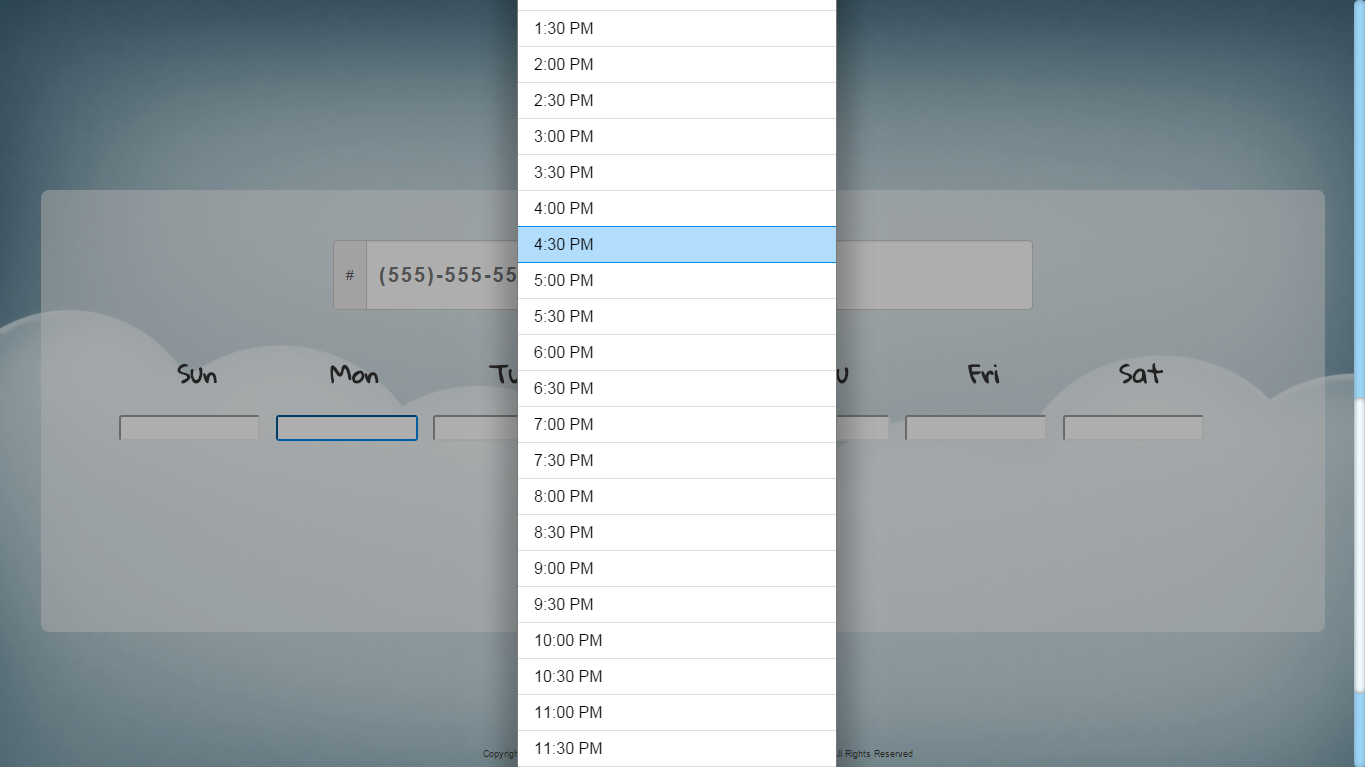 1:30 PM
2:00 PM
2:30 PM
3:00 PM
3:30 PM
4:00 PM
4:30 PM
5:00 PM
5:30 PM
6:00 PM
6:30 PM
7:00 PM
7:30 PM
8:00 PM
8:30 PM
9:00 PM
9:30 PM
10:00 PM
10:30 PM
11:00 PM
11:30 PM
# (555)-555-55
Sun Mon Tu u Fri Sat
Rights Reserved